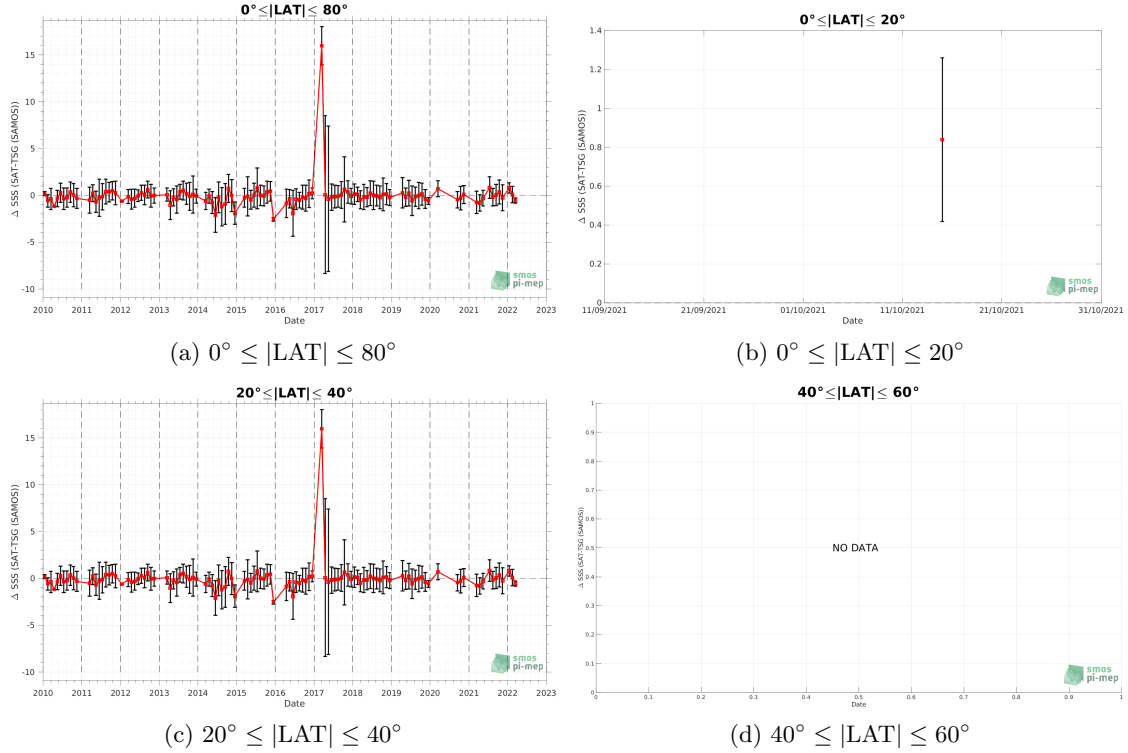 0°≤|LAT|≤ 80°
Δ SSS (SAT-TSG (SAMOS))
15
10
5
0
-5
-10
2010 2011 2012 2013 2014 2015 2016 2017 2018 2019 2020 2021 2022 2023
Date
smos
pi-mep
(a) 0° ≤ |LAT| ≤ 80°
0°≤|LAT|≤ 20°
Δ SSS (SAT-TSG (SAMOS))
1.4
1.2
1
0.8
0.6
0.4
0.2
0
11/09/2021 21/09/2021 01/10/2021 11/10/2021 21/10/2021 31/10/2021
Date
smos
pi-mep
(b) 0° ≤ |LAT| ≤ 20°
20°≤|LAT|≤ 40°
Δ SSS (SAT-TSG (SAMOS))
15
10
5
0
-5
-10
2010 2011 2012 2013 2014 2015 2016 2017 2018 2019 2020 2021 2022 2023
Date
smos
pi-mep
(c) 20° ≤ |LAT| ≤ 40°
40°≤|LAT|≤ 60°
Δ SSS (SAT-TSG (SAMOS))
1
0.9
0.8
0.7
0.6
0.5
0.4
0.3
0.2
0.1
0
NO DATA
0 0.1 0.2 0.3 0.4 0.5 0.6 0.7 0.8 0.9 1
Date
smos
pi-mep
(d) 40° ≤ |LAT| ≤ 60°